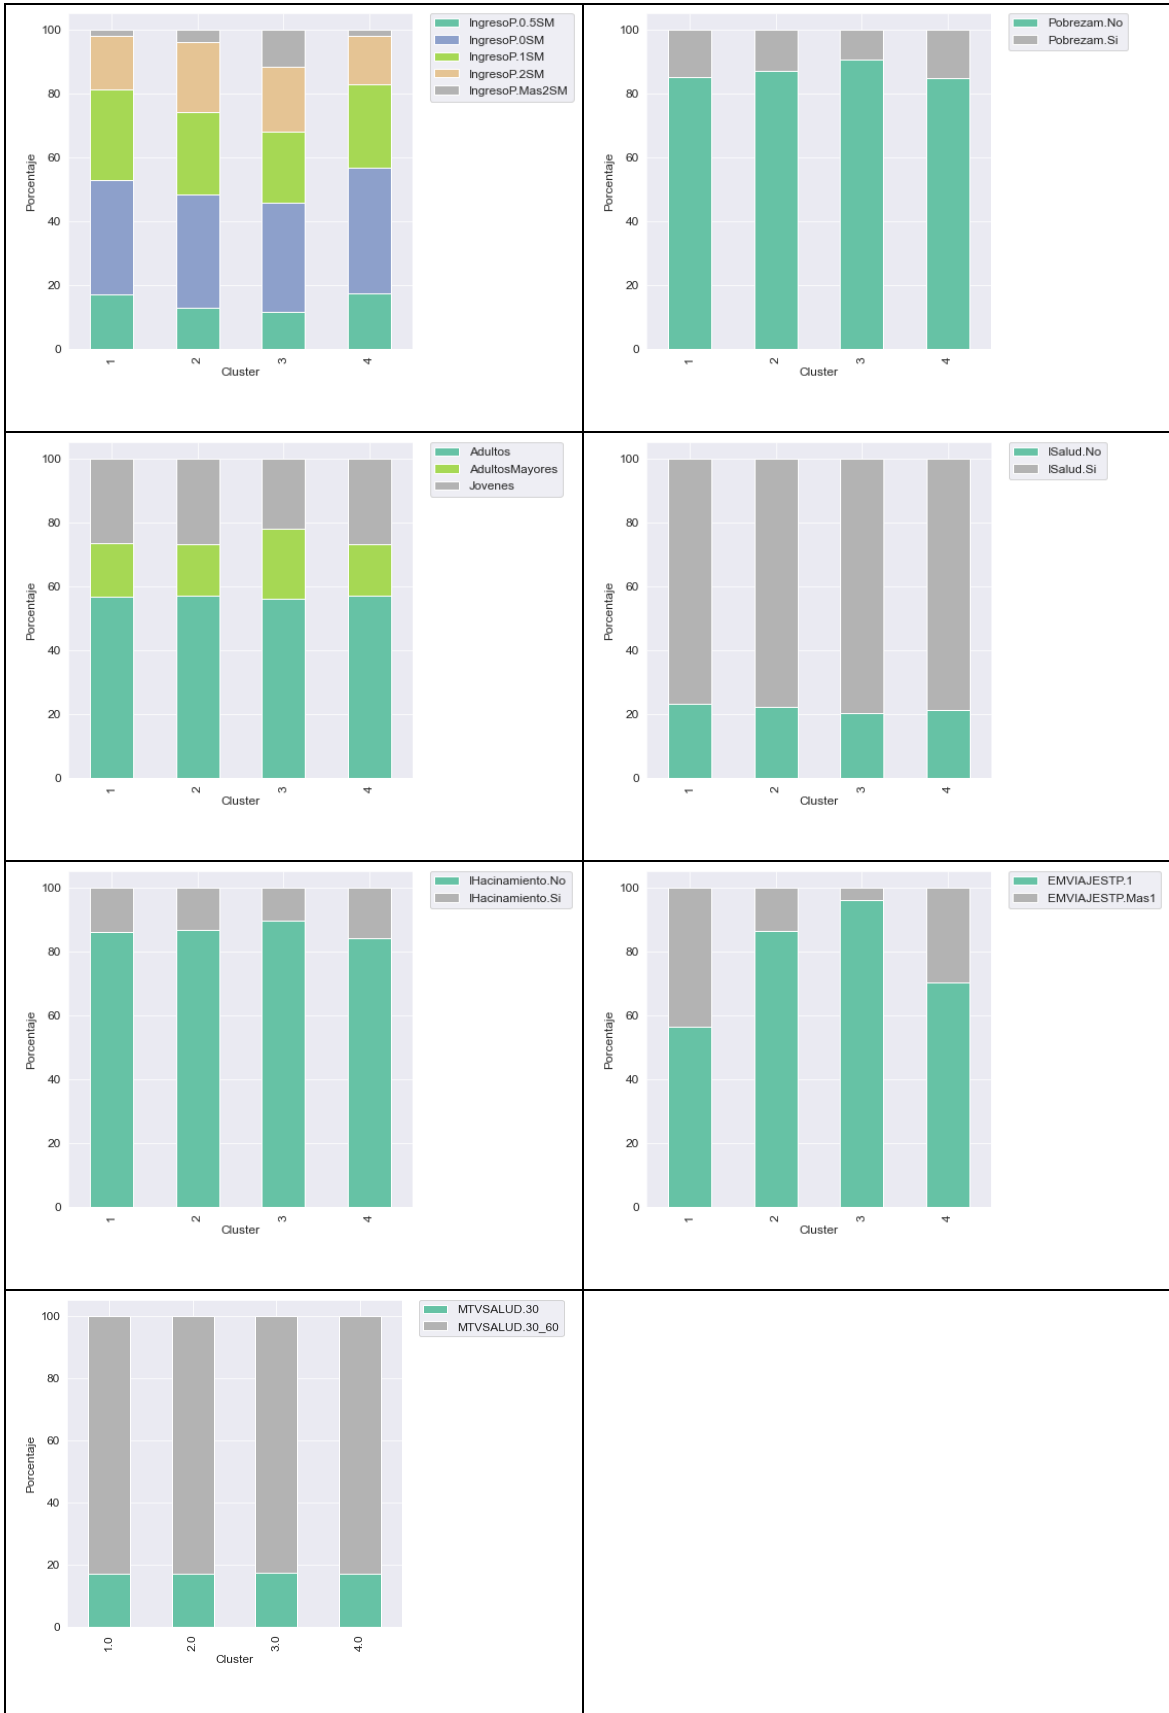 100
80
60
40
20
0
Porcentaje
1
2
3
4
Cluster
IngresoP.0.5SM
IngresoP.0SM
IngresoP.1SM
IngresoP.2SM
IngresoP.Mas2SM
100
80
60
40
20
0
Porcentaje
1
2
3
4
Cluster
Pobrezam.No
Pobrezam.Si
100
80
60
40
20
0
Porcentaje
1
2
3
4
Cluster
Adultos
AdultosMayores
Jovenes
100
80
60
40
20
0
Porcentaje
1
2
3
4
Cluster
ISalud.No
ISalud.Si
100
80
60
40
20
0
Porcentaje
1
2
3
4
Cluster
IHacinamiento.No
IHacinamiento.Si
100
80
60
40
20
0
Porcentaje
1
2
3
4
Cluster
EMVIAJESTP.1
EMVIAJESTP.Mas1
100
80
60
40
20
0
Porcentaje
1.0
2.0
3.0
4.0
Cluster
MTVSALUD.30
MTVSALUD.30_60